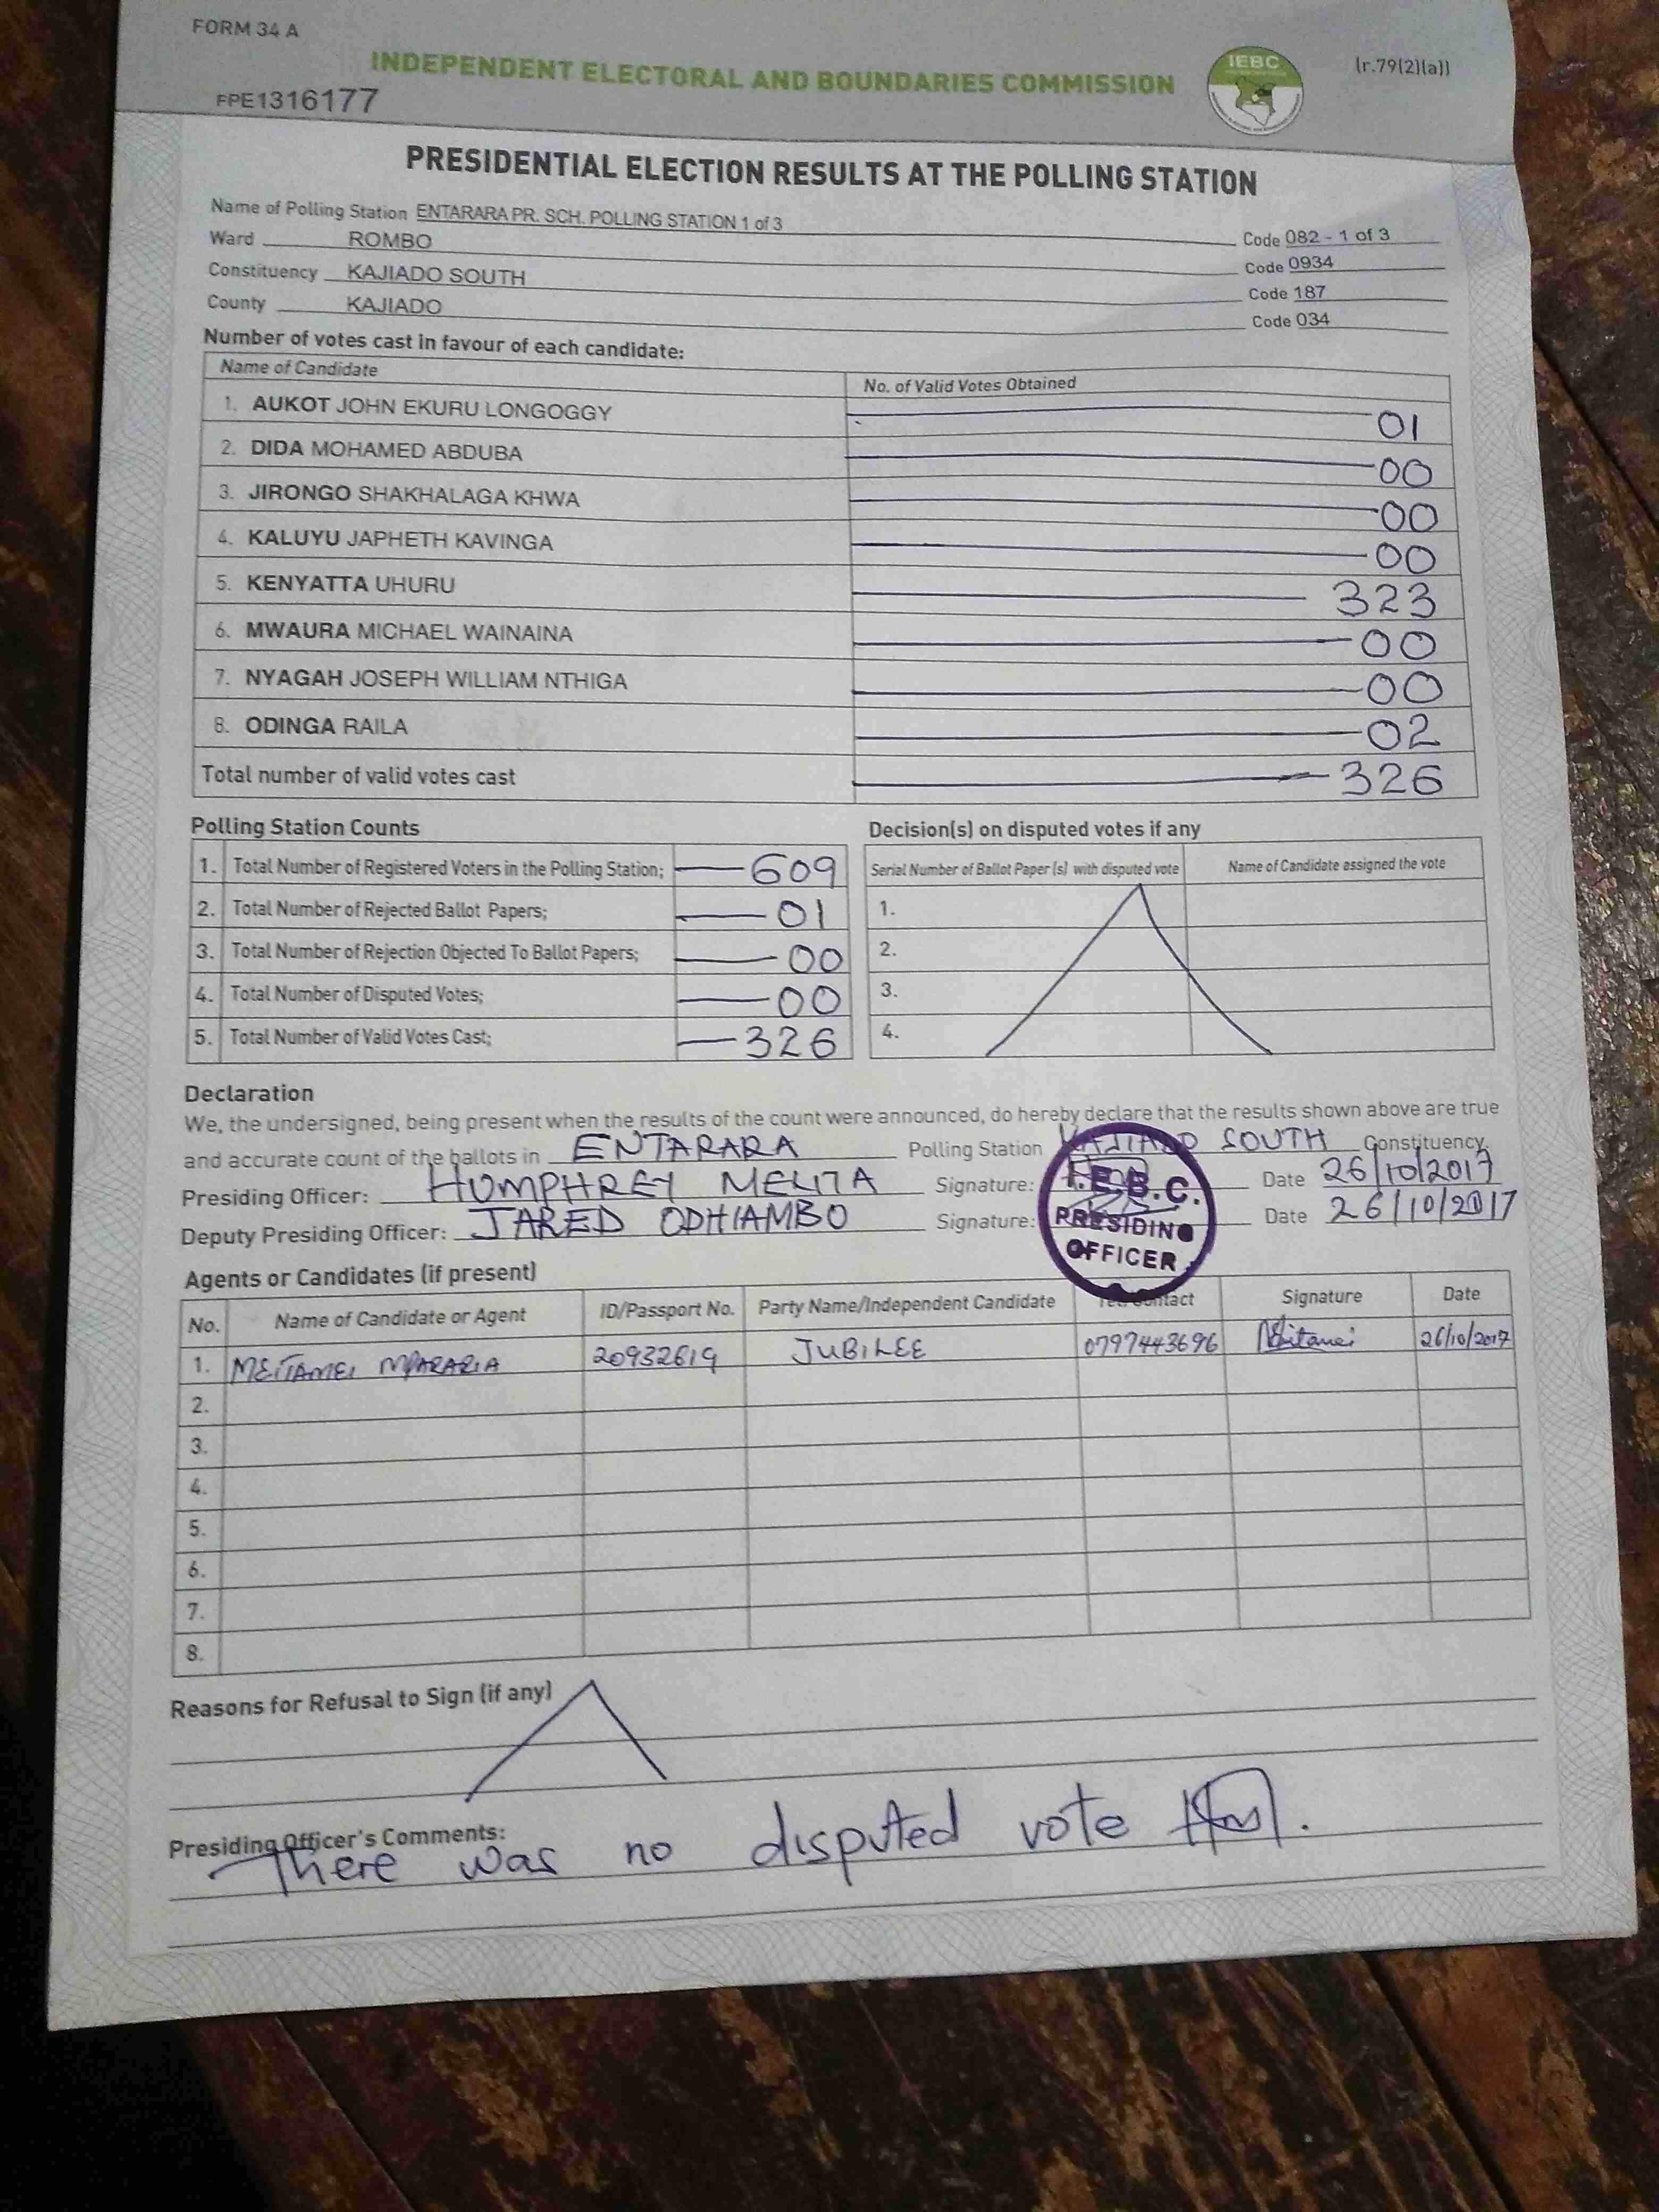 FORM 34 A
INDEPENDENT ELECTORAL AND BOUNDARIES COMMISSION
IEBC
(r.79(2)(a))
FPE1316177
PRESIDENTIAL ELECTION RESULTS AT THE POLLING STATION
Name of Polling Station ENTARARA PR. SCH. POLLING STATION 1 of 3 Code 082 - 1 of 3
Ward ROMBO Code 0934
Constituency KAJIADO SOUTH Code 187
County KAJIADO Code 034
Number of votes cast in favour of each candidate:
Name of Candidate No. of Valid Votes Obtained
1. AUKOT JOHN EKURU LONGOGGY 01
2. DIDA MOHAMED ABDUBA 00
3. JIRONGO SHAKHALAGA KHWA 00
4. KALUYU JAPHETH KAVINGA 00
5. KENYATTA UHURU 323
6. MWAURA MICHAEL WAINAINA 00
7. NYAGAH JOSEPH WILLIAM NTHIGA 00
8. ODINGA RAILA 02
Total number of valid votes cast 326
Polling Station Counts
1. Total Number of Registered Voters in the Polling Station; 609
2. Total Number of Rejected Ballot Papers; 01
3. Total Number of Rejection Objected To Ballot Papers; 00
4. Total Number of Disputed Votes; 00
5. Total Number of Valid Votes Cast; 326
Decision(s) on disputed votes if any
Serial Number of Ballot Paper (s) with disputed vote Name of Candidate assigned the vote
1.
2.
3.
4.
Declaration
We, the undersigned, being present when the results of the count were announced, do hereby declare that the results shown above are true
and accurate count of the ballots in ENTARARA Polling Station KAJIADO SOUTH Constituency.
Presiding Officer: HUMPHREY MELITA Signature: Date 26/10/2017
Deputy Presiding Officer: JARED ODHIAMBO Signature: Date 26/10/2017
I.E.B.C.
PRESIDING
OFFICER
Agents or Candidates (if present)
No. Name of Candidate or Agent ID/Passport No. Party Name/Independent Candidate Tel. Contact Signature Date
1. MEITAMEI MPARARIA 20932619 JUBILEE 0797443696 Meitamei 26/10/2017
2.
3.
4.
5.
6.
7.
8.
Reasons for Refusal to Sign (if any)
Presiding Officer's Comments:
There was no disputed vote